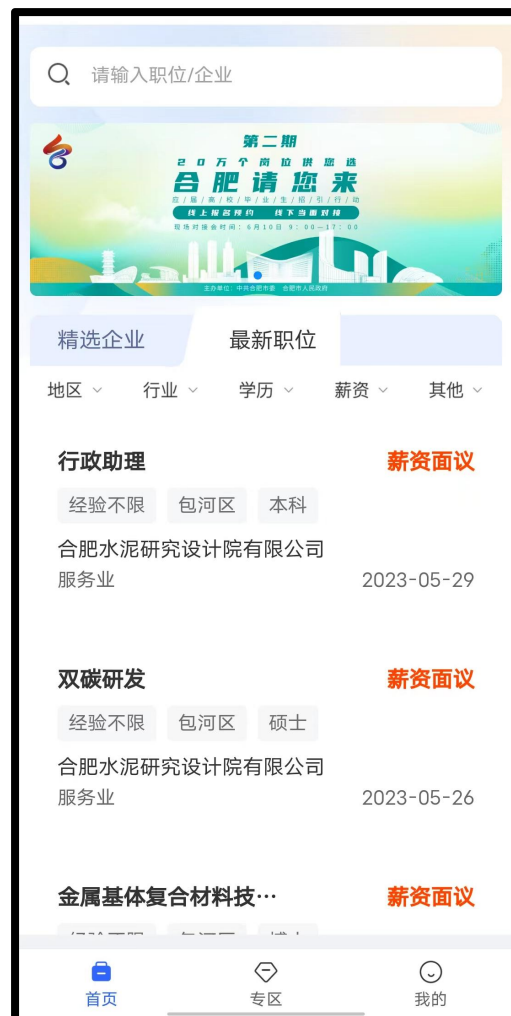 请输入职位/企业
第二期
20万个岗位供您选
合肥请您来
应/届/高/校/毕/业/生/招/引/行/动
线上报名预约 线下当面对接
现场对接会时间：6月10日 9：00—17：00
主办单位：中共合肥市委 合肥市人民政府
精选企业 最新职位
地区 行业 学历 薪资 其他
行政助理 薪资面议
经验不限 包河区 本科
合肥水泥研究设计院有限公司
服务业 2023-05-29
双碳研发 薪资面议
经验不限 包河区 硕士
合肥水泥研究设计院有限公司
服务业 2023-05-26
金属基体复合材料技… 薪资面议
首页 专区 我的